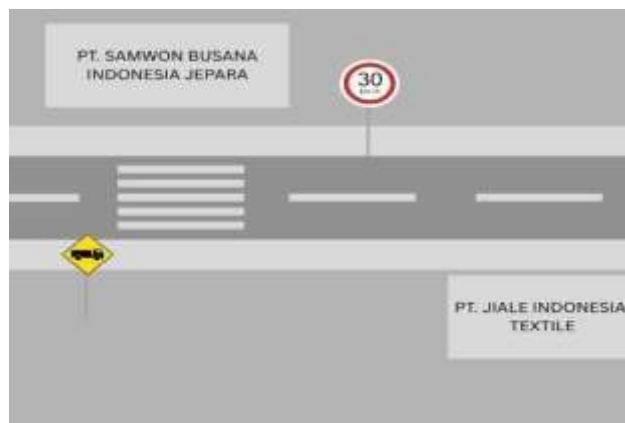 PT. SAMWON BUSANA
INDONESIA JEPARA
30
PT. JIALE INDONESIA
TEXTILE